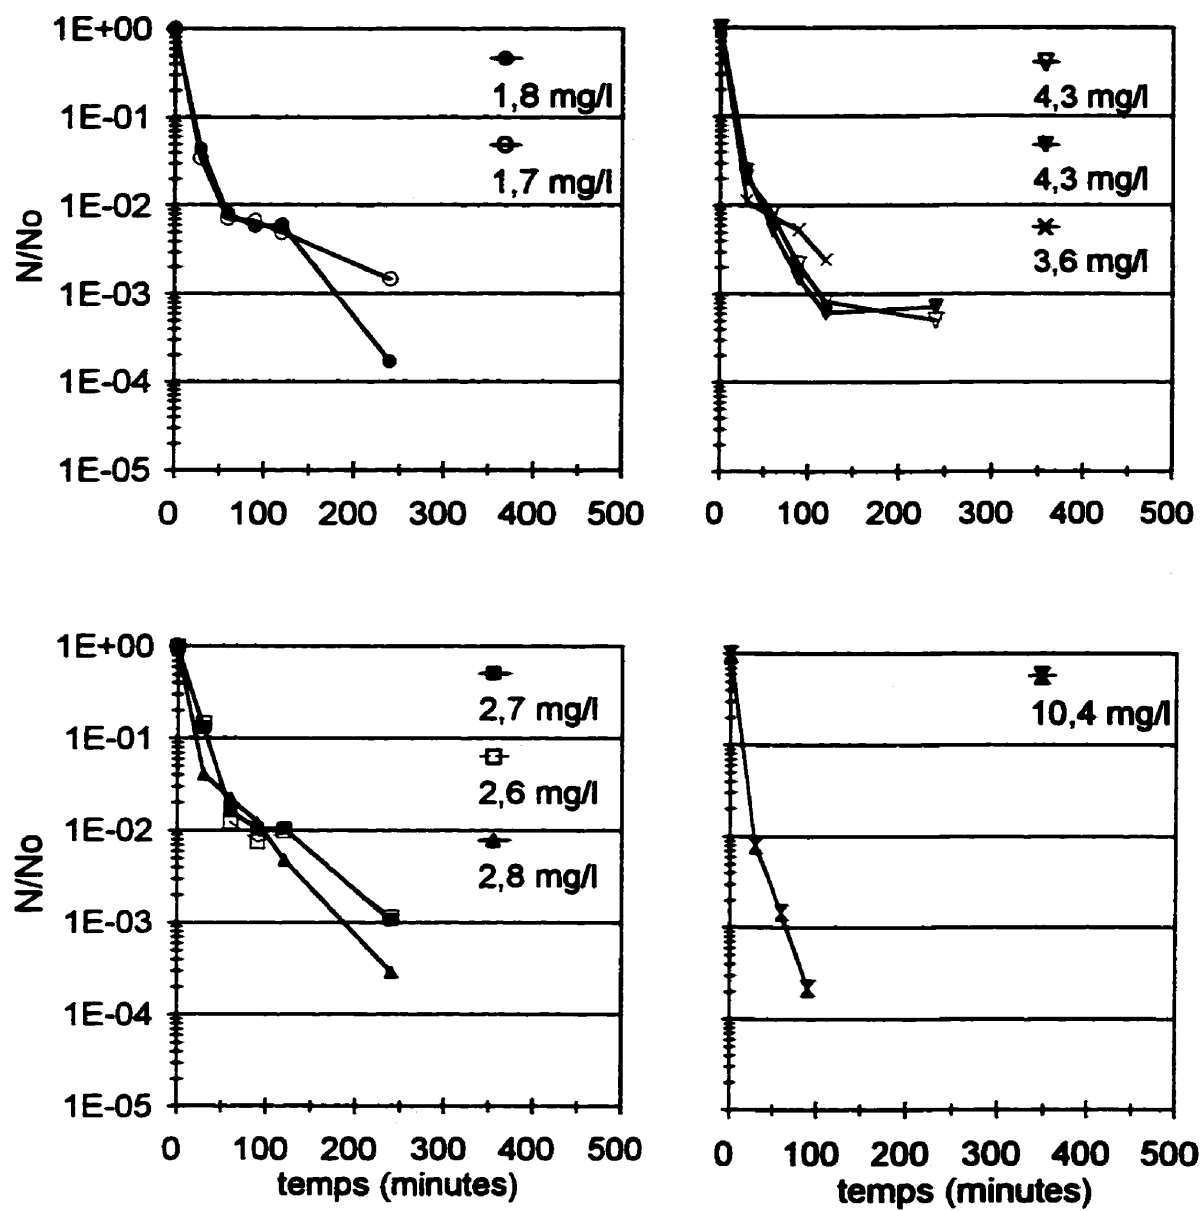 1E+00
1E-01
1E-02
1E-03
1E-04
1E-05
N/No
1,8 mg/l
1,7 mg/l
0 100 200 300 400 500
4,3 mg/l
4,3 mg/l
3,6 mg/l
0 100 200 300 400 500
1E+00
1E-01
1E-02
1E-03
1E-04
1E-05
N/No
2,7 mg/l
2,6 mg/l
2,8 mg/l
0 100 200 300 400 500
temps (minutes)
10,4 mg/l
0 100 200 300 400 500
temps (minutes)